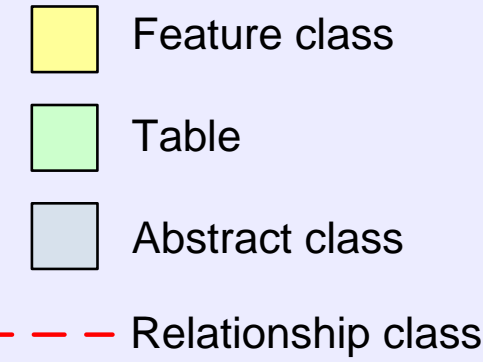 Feature class
Table
Abstract class
Relationship class